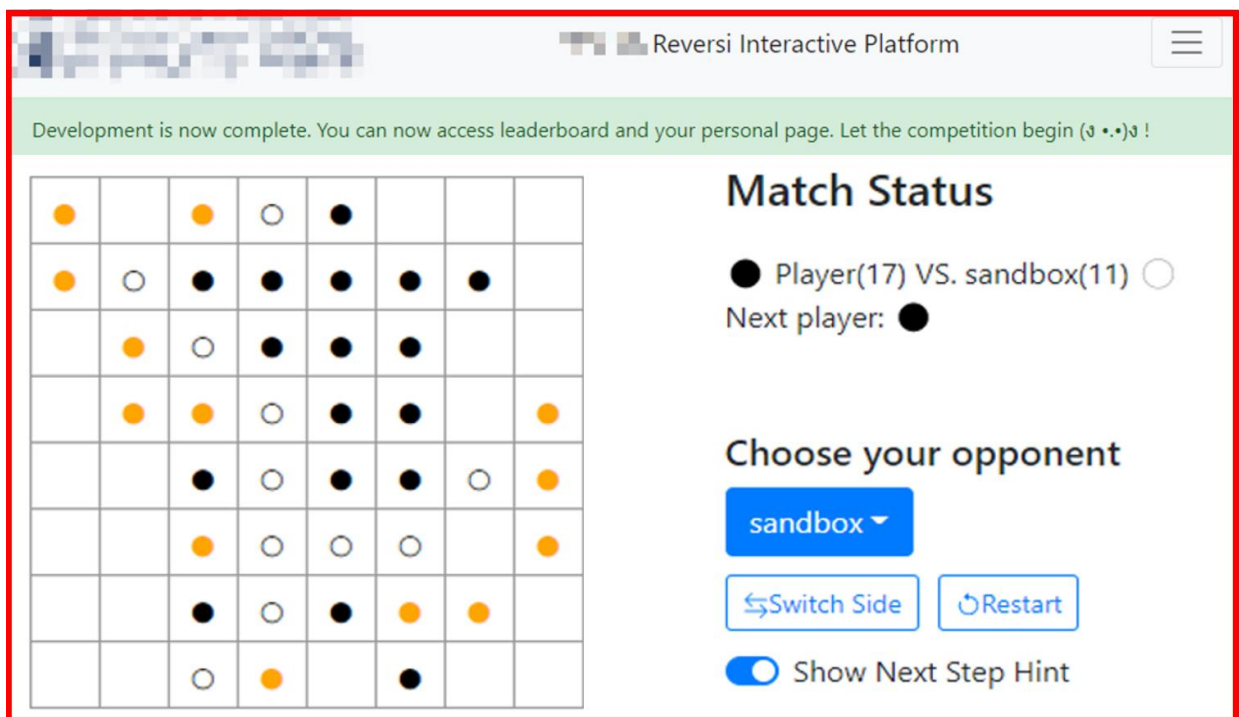 Reversi Interactive Platform
Development is now complete. You can now access leaderboard and your personal page. Let the competition begin (ง •.•)ง !
Match Status
Player(17) VS. sandbox(11)
Next player:
Choose your opponent
sandbox
⇆Switch Side
↺Restart
Show Next Step Hint